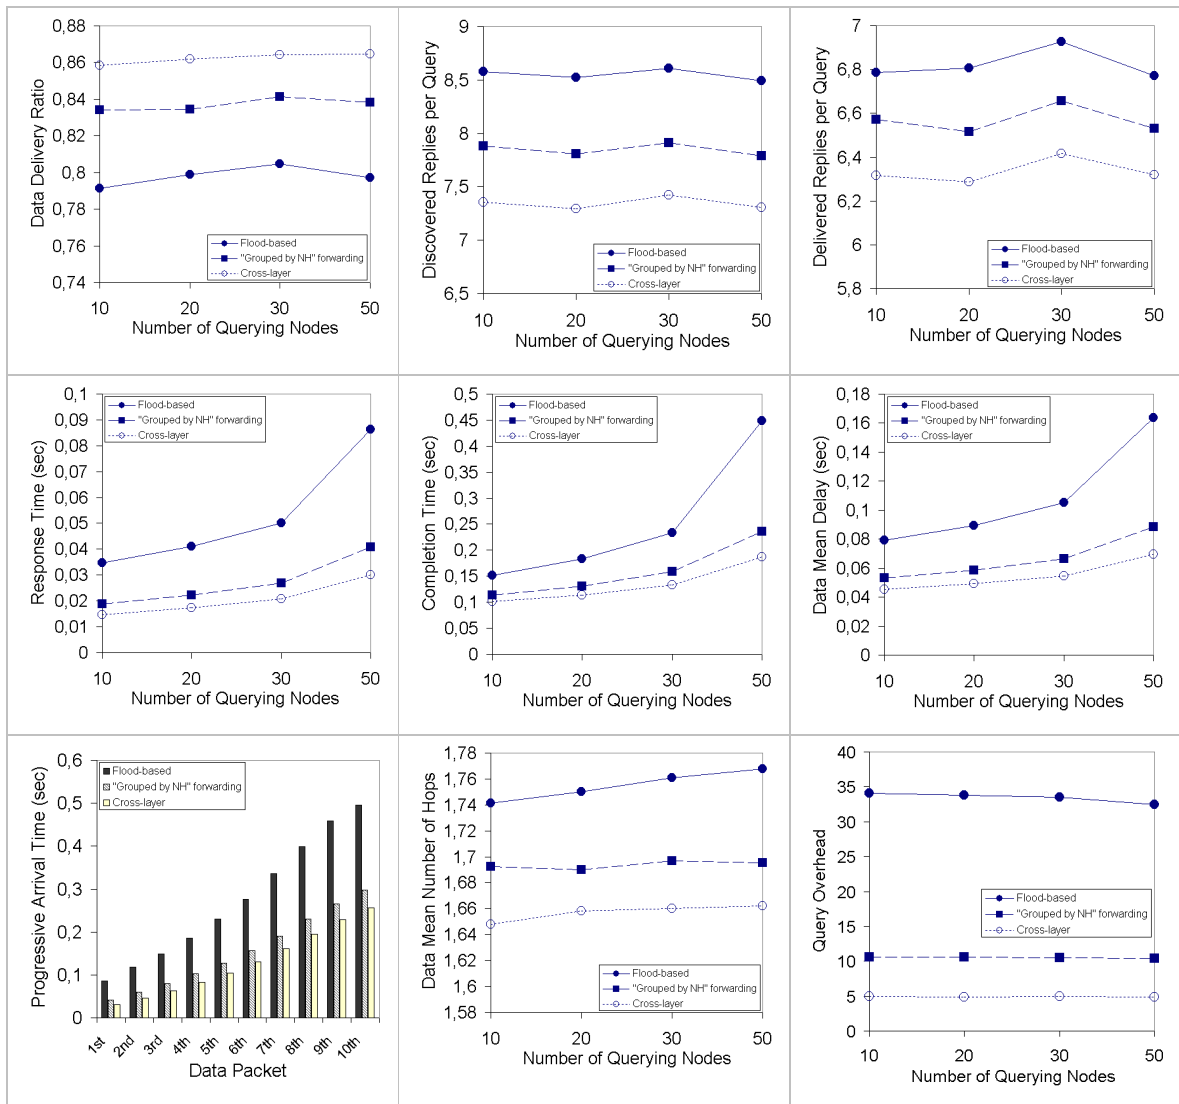 0,88
0,86
0,84
0,82
0,8
0,78
0,76
0,74
Data Delivery Ratio
Flood-based
"Grouped by NH" forwarding
Cross-layer
10 20 30 50
Number of Querying Nodes
9
8,5
8
7,5
7
6,5
Discovered Replies per Query
Flood-based
"Grouped by NH" forwarding
Cross-layer
10 20 30 50
Number of Querying Nodes
7
6,8
6,6
6,4
6,2
6
5,8
Delivered Replies per Query
Flood-based
"Grouped by NH" forwarding
Cross-layer
10 20 30 50
Number of Querying Nodes
0,1
0,09
0,08
0,07
0,06
0,05
0,04
0,03
0,02
0,01
0
Response Time (sec)
Flood-based
"Grouped by NH" forwarding
Cross-layer
10 20 30 50
Number of Querying Nodes
0,5
0,45
0,4
0,35
0,3
0,25
0,2
0,15
0,1
0,05
0
Completion Time (sec)
Flood-based
"Grouped by NH" forwarding
Cross-layer
10 20 30 50
Number of Querying Nodes
0,18
0,16
0,14
0,12
0,1
0,08
0,06
0,04
0,02
0
Data Mean Delay (sec)
Flood-based
"Grouped by NH" forwarding
Cross-layer
10 20 30 50
Number of Querying Nodes
0,6
0,5
0,4
0,3
0,2
0,1
0
Progressive Arrival Time (sec)
Flood-based
"Grouped by NH" forwarding
Cross-layer
1st 2nd 3rd 4th 5th 6th 7th 8th 9th 10th
Data Packet
1,78
1,76
1,74
1,72
1,7
1,68
1,66
1,64
1,62
1,6
1,58
Data Mean Number of Hops
Flood-based
"Grouped by NH" forwarding
Cross-layer
10 20 30 50
Number of Querying Nodes
40
35
30
25
20
15
10
5
0
Query Overhead
Flood-based
"Grouped by NH" forwarding
Cross-layer
10 20 30 50
Number of Querying Nodes